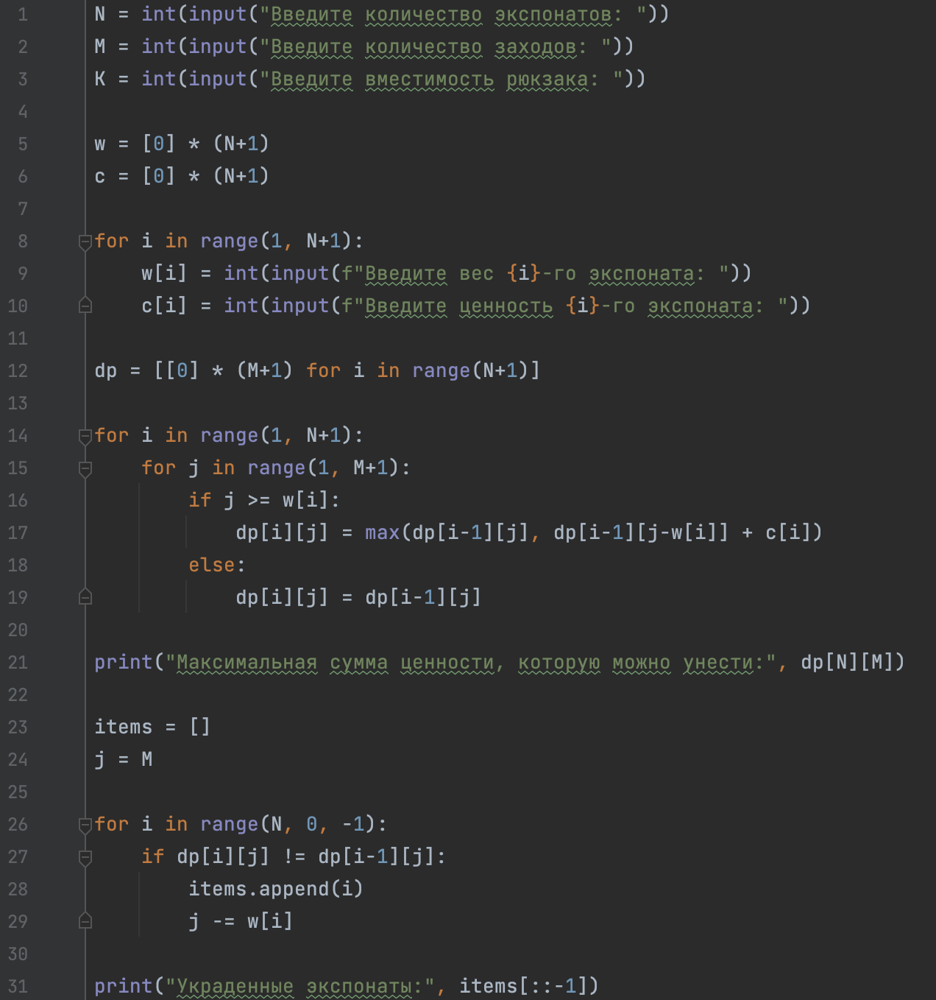 1 N = int(input("Введите количество экспонатов: "))
2 M = int(input("Введите количество заходов: "))
3 K = int(input("Введите вместимость рюкзака: "))
4
5 w = [0] * (N+1)
6 c = [0] * (N+1)
7
8 for i in range(1, N+1):
9     w[i] = int(input(f"Введите вес {i}-го экспоната: "))
10     c[i] = int(input(f"Введите ценность {i}-го экспоната: "))
11
12 dp = [[0] * (M+1) for i in range(N+1)]
13
14 for i in range(1, N+1):
15     for j in range(1, M+1):
16         if j >= w[i]:
17             dp[i][j] = max(dp[i-1][j], dp[i-1][j-w[i]] + c[i])
18         else:
19             dp[i][j] = dp[i-1][j]
20
21 print("Максимальная сумма ценности, которую можно унести:", dp[N][M])
22
23 items = []
24 j = M
25
26 for i in range(N, 0, -1):
27     if dp[i][j] != dp[i-1][j]:
28         items.append(i)
29         j -= w[i]
30
31 print("Украденные экспонаты:", items[::-1])